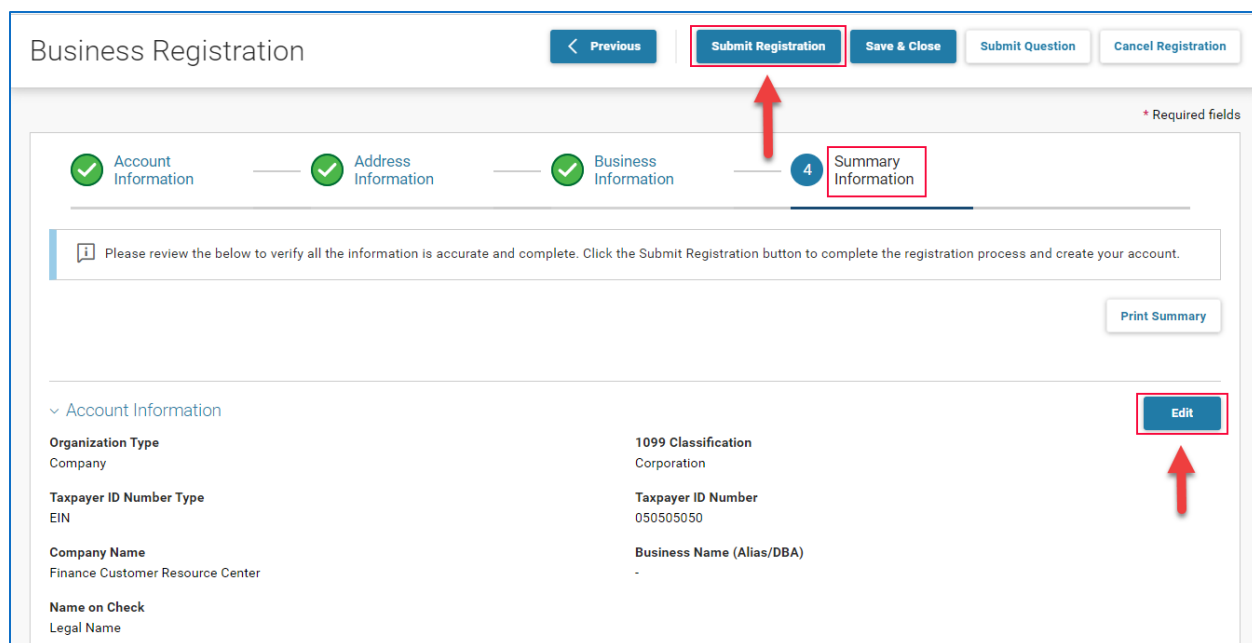 Business Registration
Previous
Submit Registration
Save & Close
Submit Question
Cancel Registration
* Required fields
Account
Information
Address
Information
Business
Information
4
Summary
Information
Please review the below to verify all the information is accurate and complete. Click the Submit Registration button to complete the registration process and create your account.
Print Summary
Account Information
Edit
Organization Type
Company
1099 Classification
Corporation
Taxpayer ID Number Type
EIN
Taxpayer ID Number
050505050
Company Name
Finance Customer Resource Center
Business Name (Alias/DBA)
-
Name on Check
Legal Name